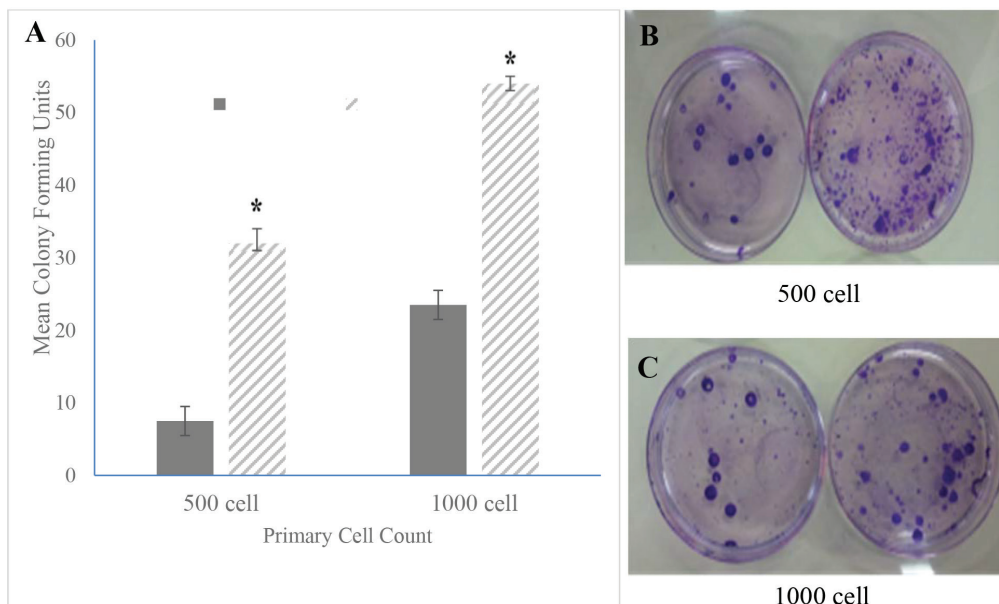 A
60
50
40
30
20
10
0
Mean Colony Forming Units
*
*
500 cell
1000 cell
Primary Cell Count
B
500 cell
C
1000 cell